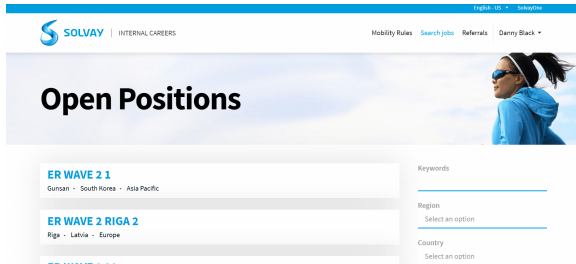 English - US SolvayOne
SOLVAY | INTERNAL CAREERS
Mobility Rules Search jobs Referrals Danny Black
Open Positions
ER WAVE 2 1
Gunsan - South Korea - Asia Pacific
ER WAVE 2 RIGA 2
Riga - Latvia - Europe
Keywords
Region
Select an option
Country
Select an option